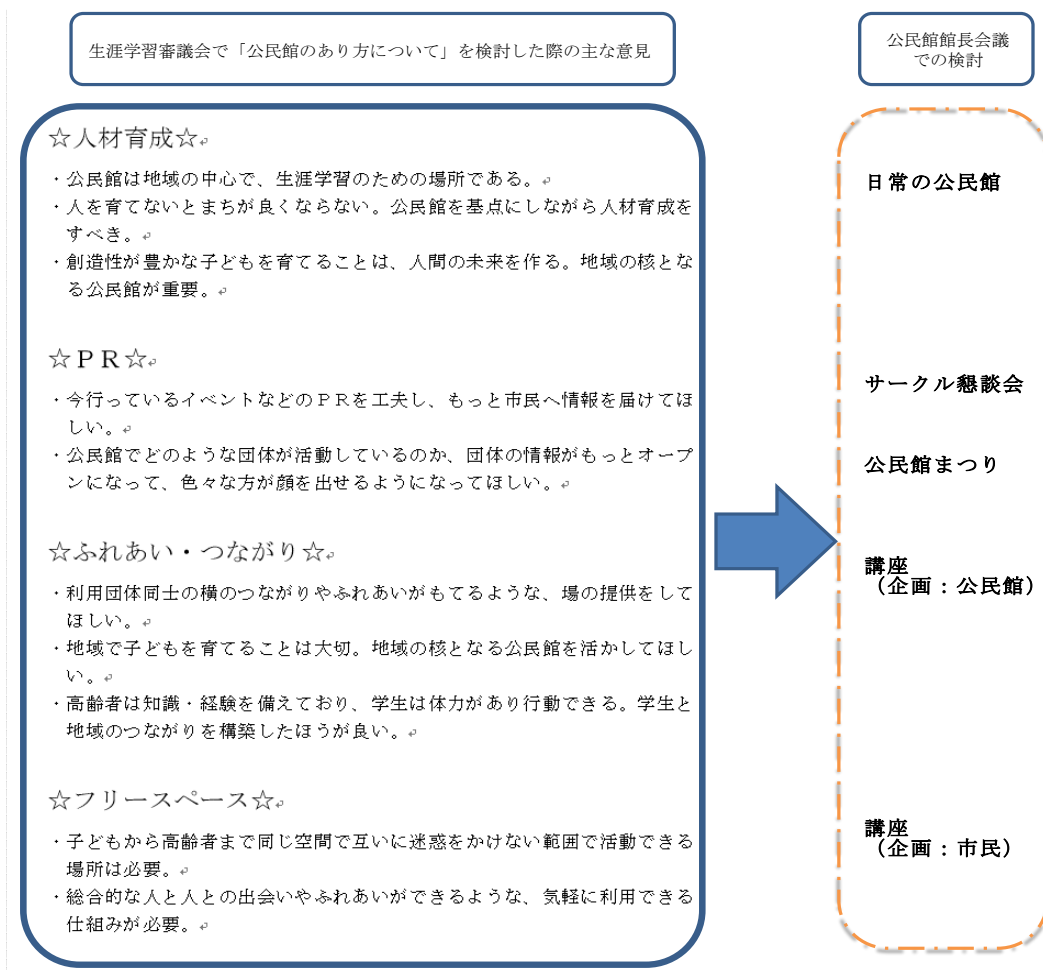 生涯学習審議会で「公民館のあり方について」を検討した際の主な意見
公民館館長会議
での検討
☆人材育成☆
・公民館は地域の中心で、生涯学習のための場所である。
・人を育てないとまちが良くならない。公民館を基点にしながら人材育成を
すべき。
・創造性が豊かな子どもを育てることは、人間の未来を作る。地域の核とな
る公民館が重要。
☆ＰＲ☆
・今行っているイベントなどのＰＲを工夫し、もっと市民へ情報を届けてほ
しい。
・公民館でどのような団体が活動しているのか、団体の情報がもっとオープ
ンになって、色々な方が顔を出せるようになってほしい。
☆ふれあい・つながり☆
・利用団体同士の横のつながりやふれあいがもてるような、場の提供をして
ほしい。
・地域で子どもを育てることは大切。地域の核となる公民館を活かしてほし
い。
・高齢者は知識・経験を備えており、学生は体力があり行動できる。学生と
地域のつながりを構築したほうが良い。
☆フリースペース☆
・子どもから高齢者まで同じ空間で互いに迷惑をかけない範囲で活動できる
場所は必要。
・総合的な人と人との出会いやふれあいができるような、気軽に利用できる
仕組みが必要。
日常の公民館
サークル懇談会
公民館まつり
講座
（企画：公民館）
講座
（企画：市民）